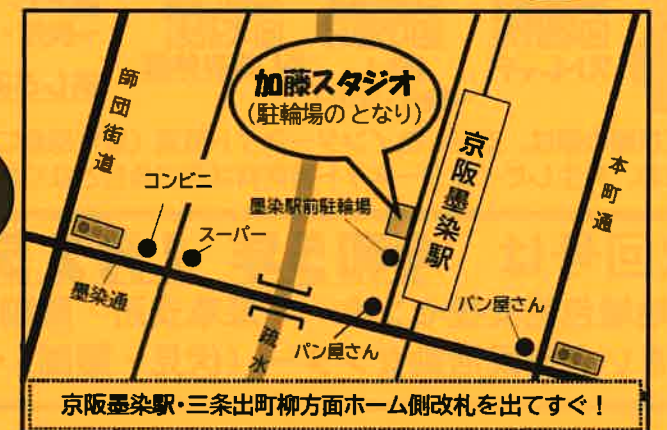 師団街道
加藤スタジオ
(駐輪場のとなり)
京阪墨染駅
本町通
コンビニ
墨染駅前駐輪場
スーパー
墨染通
疏水
パン屋さん
パン屋さん
京阪墨染駅・三条出町柳方面ホーム側改札を出てすぐ！